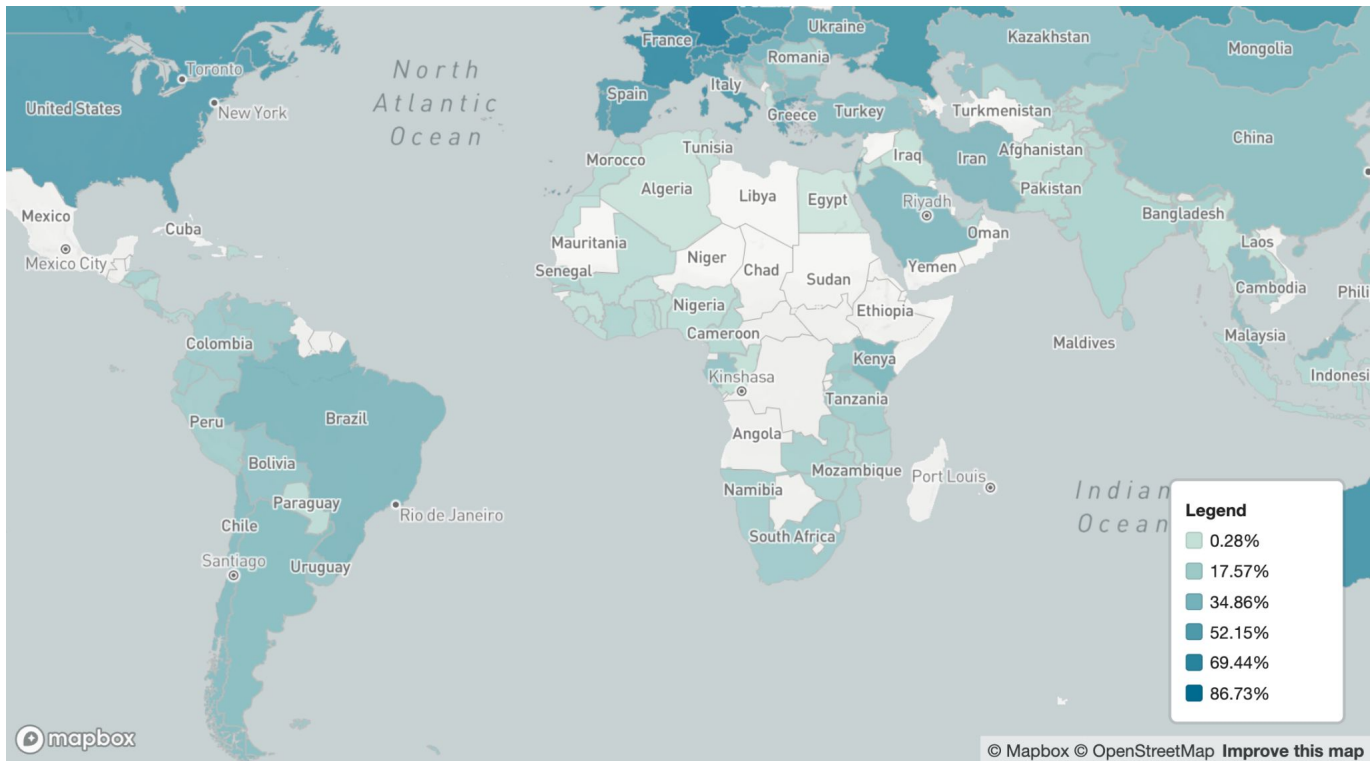 Ukraine
France
Kazakhstan
Mongolia
Romania
Toronto
North
Atlantic
Ocean
Italy
Spain
United States
New York
Greece
Turkey
Turkmenistan
China
Tunisia
Morocco
Iraq
Iran
Afghanistan
Algeria
Libya
Egypt
Riyadh
Pakistan
Mexico
Cuba
Bangladesh
Oman
Mauritania
Laos
Mexico City
Niger
Chad
Yemen
Senegal
Sudan
Cambodia
Phili
Nigeria
Ethiopia
Cameroon
Colombia
Maldives
Malaysia
Kenya
Kinshasa
Indonesi
Tanzania
Brazil
Peru
Angola
Bolivia
Mozambique
Port Louis
Namibia
Indian
Ocean
Paraguay
Rio de Janeiro
Chile
South Africa
Santiago
Uruguay
Legend
0.28%
17.57%
34.86%
52.15%
69.44%
86.73%
mapbox
© Mapbox © OpenStreetMap Improve this map